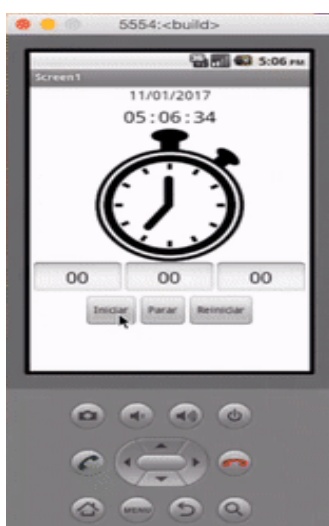 5554:<build>
5:06 PM
Screen1
11/01/2017
05:06:34
00 00 00
Iniciar Parar Reiniciar
MENU